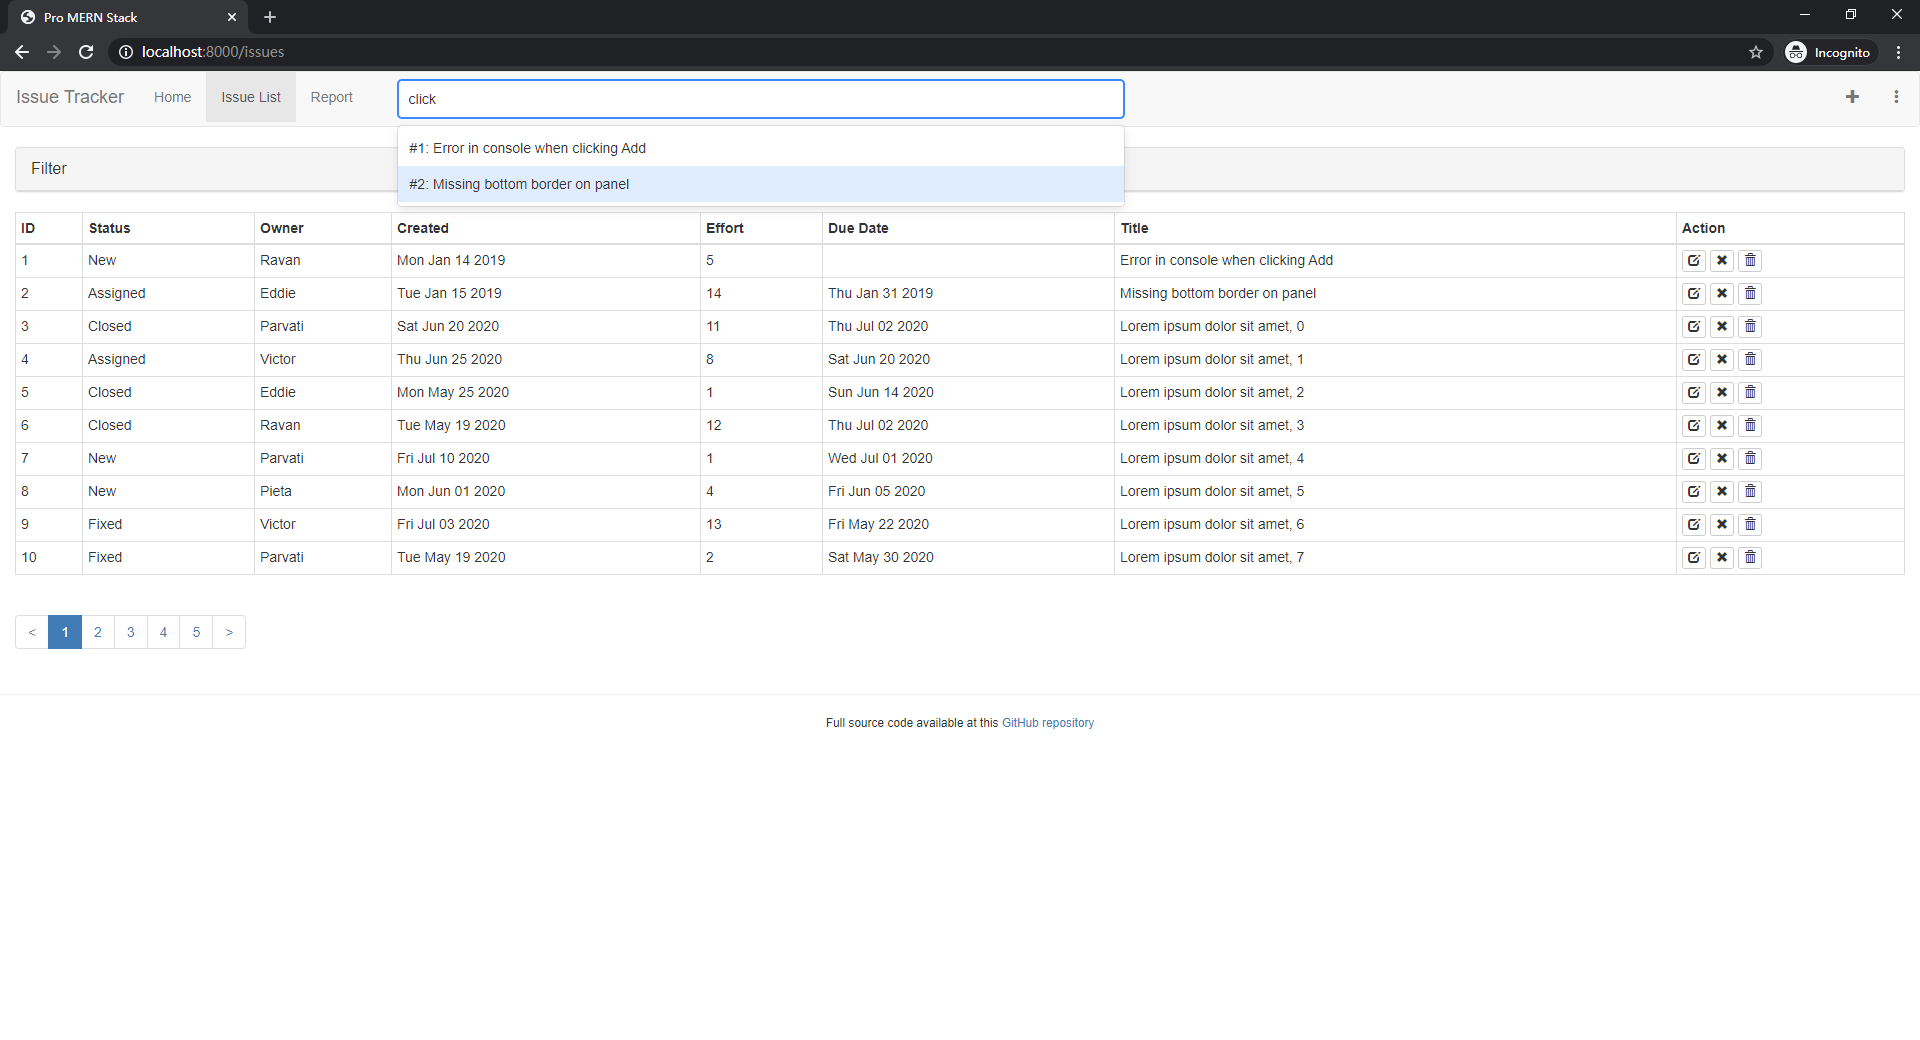 Pro MERN Stack
localhost:8000/issues
Incognito
Issue Tracker Home Issue List Report click
#1: Error in console when clicking Add
#2: Missing bottom border on panel
Filter
ID Status Owner Created Effort Due Date Title Action
1 New Ravan Mon Jan 14 2019 5 Error in console when clicking Add
2 Assigned Eddie Tue Jan 15 2019 14 Thu Jan 31 2019 Missing bottom border on panel
3 Closed Parvati Sat Jun 20 2020 11 Thu Jul 02 2020 Lorem ipsum dolor sit amet, 0
4 Assigned Victor Thu Jun 25 2020 8 Sat Jun 20 2020 Lorem ipsum dolor sit amet, 1
5 Closed Eddie Mon May 25 2020 1 Sun Jun 14 2020 Lorem ipsum dolor sit amet, 2
6 Closed Ravan Tue May 19 2020 12 Thu Jul 02 2020 Lorem ipsum dolor sit amet, 3
7 New Parvati Fri Jul 10 2020 1 Wed Jul 01 2020 Lorem ipsum dolor sit amet, 4
8 New Pieta Mon Jun 01 2020 4 Fri Jun 05 2020 Lorem ipsum dolor sit amet, 5
9 Fixed Victor Fri Jul 03 2020 13 Fri May 22 2020 Lorem ipsum dolor sit amet, 6
10 Fixed Parvati Tue May 19 2020 2 Sat May 30 2020 Lorem ipsum dolor sit amet, 7
< 1 2 3 4 5 >
Full source code available at this GitHub repository